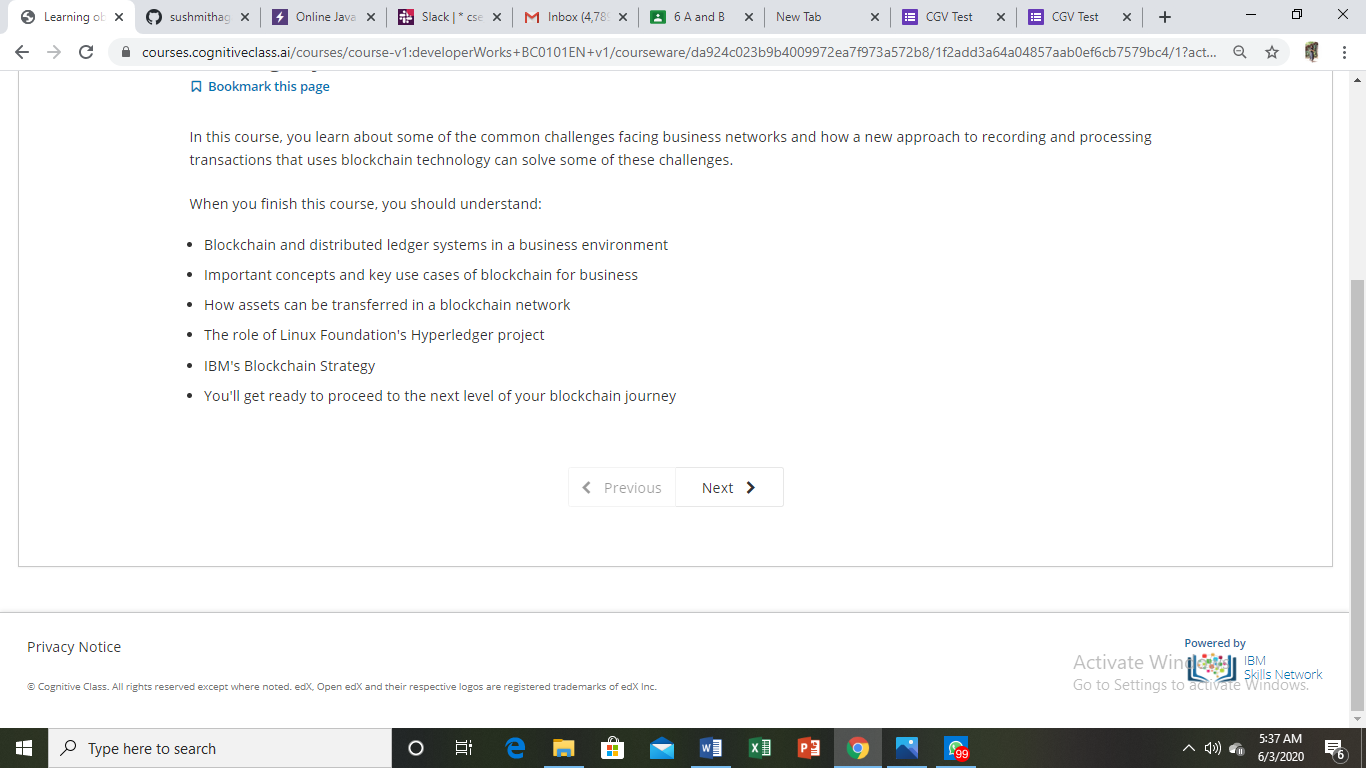 Learning ob
sushmithag
Online Java
Slack | * cse
Inbox (4,789
6 A and B
New Tab
CGV Test
CGV Test
courses.cognitiveclass.ai/courses/course-v1:developerWorks+BC0101EN+v1/courseware/da924c023b9b4009972ea7f973a572b8/1f2add3a64a04857aab0ef6cb7579bc4/1?act...
Bookmark this page
In this course, you learn about some of the common challenges facing business networks and how a new approach to recording and processing
transactions that uses blockchain technology can solve some of these challenges.
When you finish this course, you should understand:
• Blockchain and distributed ledger systems in a business environment
• Important concepts and key use cases of blockchain for business
• How assets can be transferred in a blockchain network
• The role of Linux Foundation's Hyperledger project
• IBM's Blockchain Strategy
• You'll get ready to proceed to the next level of your blockchain journey
Previous
Next
Privacy Notice
Powered by
IBM
Skills Network
Activate Windows
Go to Settings to activate Windows.
© Cognitive Class. All rights reserved except where noted. edX, Open edX and their respective logos are registered trademarks of edX Inc.
Type here to search
99
5:37 AM
6/3/2020
6